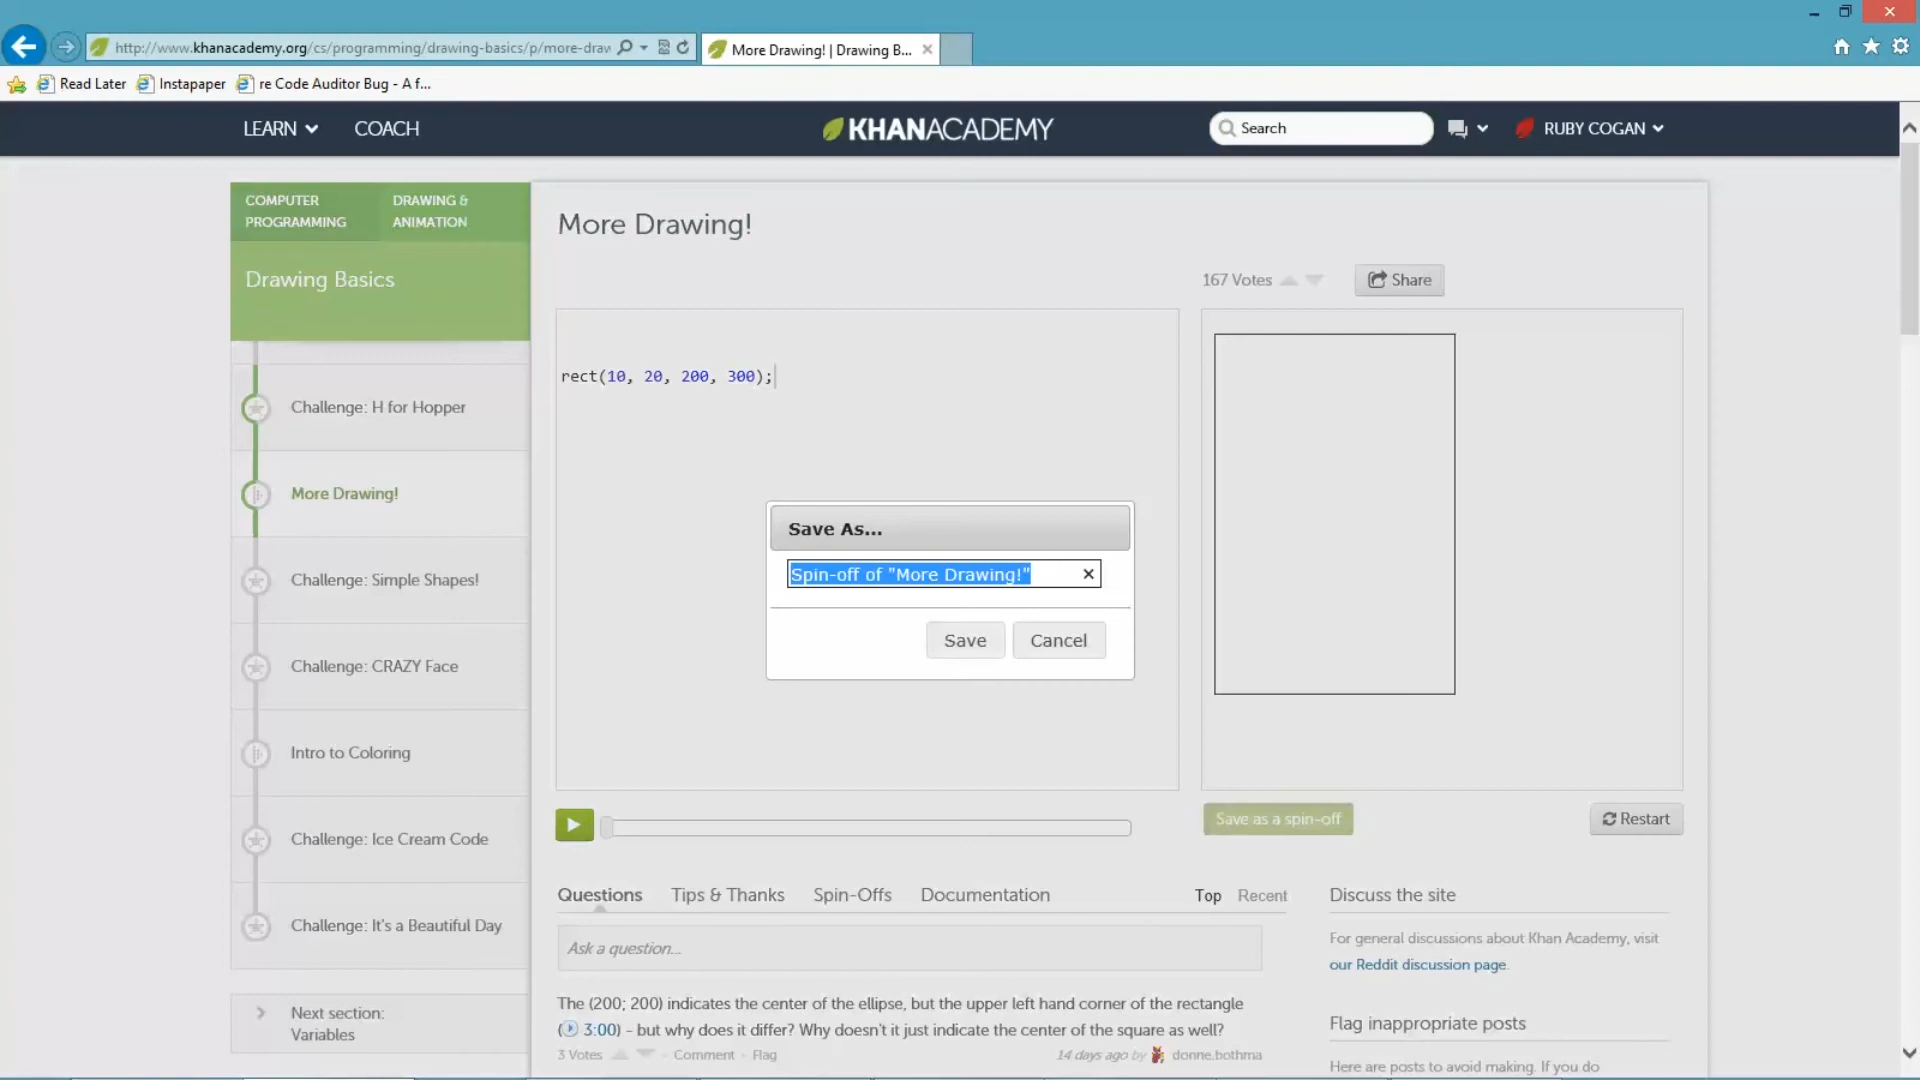 http://www.khanacademy.org/cs/programming/drawing-basics/p/more-draw
More Drawing! | Drawing B...
Read Later
Instapaper
re Code Auditor Bug - A f...
LEARN
COACH
KHANACADEMY
Search
RUBY COGAN
COMPUTER PROGRAMMING
DRAWING & ANIMATION
Drawing Basics
Challenge: H for Hopper
More Drawing!
Challenge: Simple Shapes!
Challenge: CRAZY Face
Intro to Coloring
Challenge: Ice Cream Code
Challenge: It's a Beautiful Day
Next section:
Variables
More Drawing!
167 Votes
Share
rect(10, 20, 200, 300);
Save As...
Spin-off of "More Drawing!"
Save
Cancel
Save as a spin-off
Restart
Questions
Tips & Thanks
Spin-Offs
Documentation
Top
Recent
Ask a question...
The (200; 200) indicates the center of the ellipse, but the upper left hand corner of the rectangle
(3:00) - but why does it differ? Why doesn't it just indicate the center of the square as well?
3 Votes
Comment
Flag
14 days ago by donne.bothma
Discuss the site
For general discussions about Khan Academy, visit
our Reddit discussion page.
Flag inappropriate posts
Here are posts to avoid making. If you do